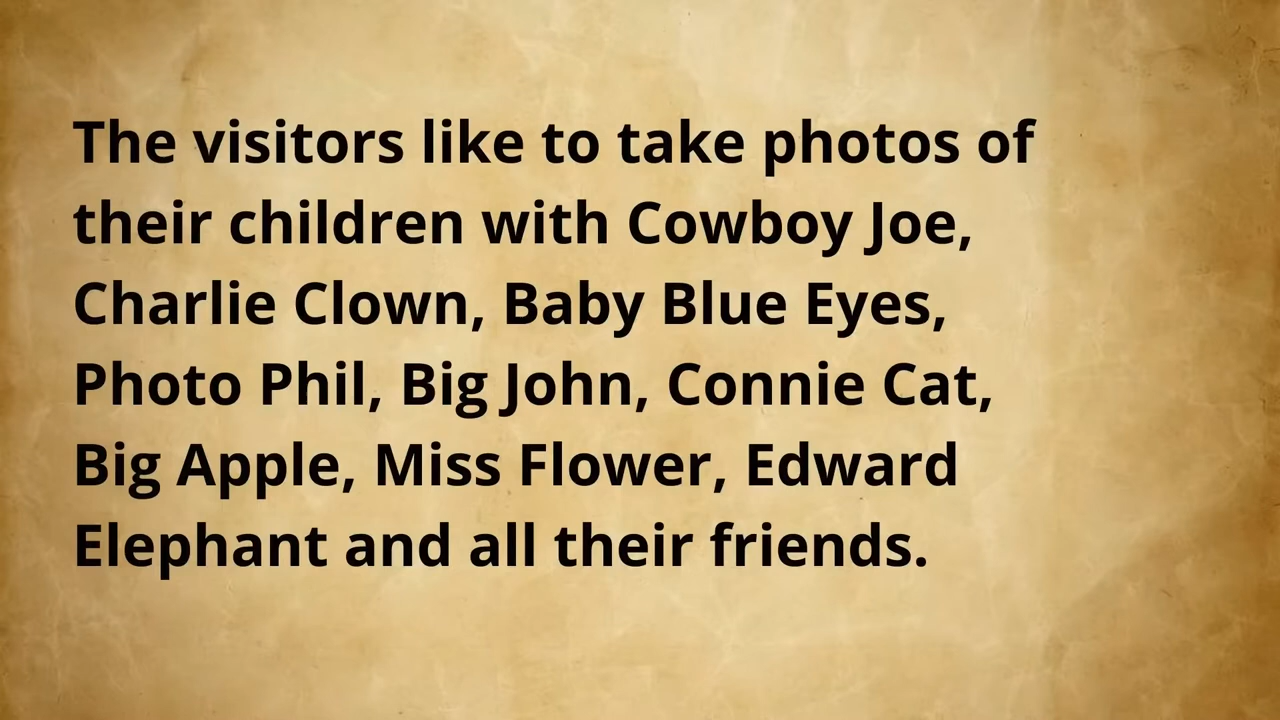 The visitors like to take photos of
their children with Cowboy Joe,
Charlie Clown, Baby Blue Eyes,
Photo Phil, Big John, Connie Cat,
Big Apple, Miss Flower, Edward
Elephant and all their friends.